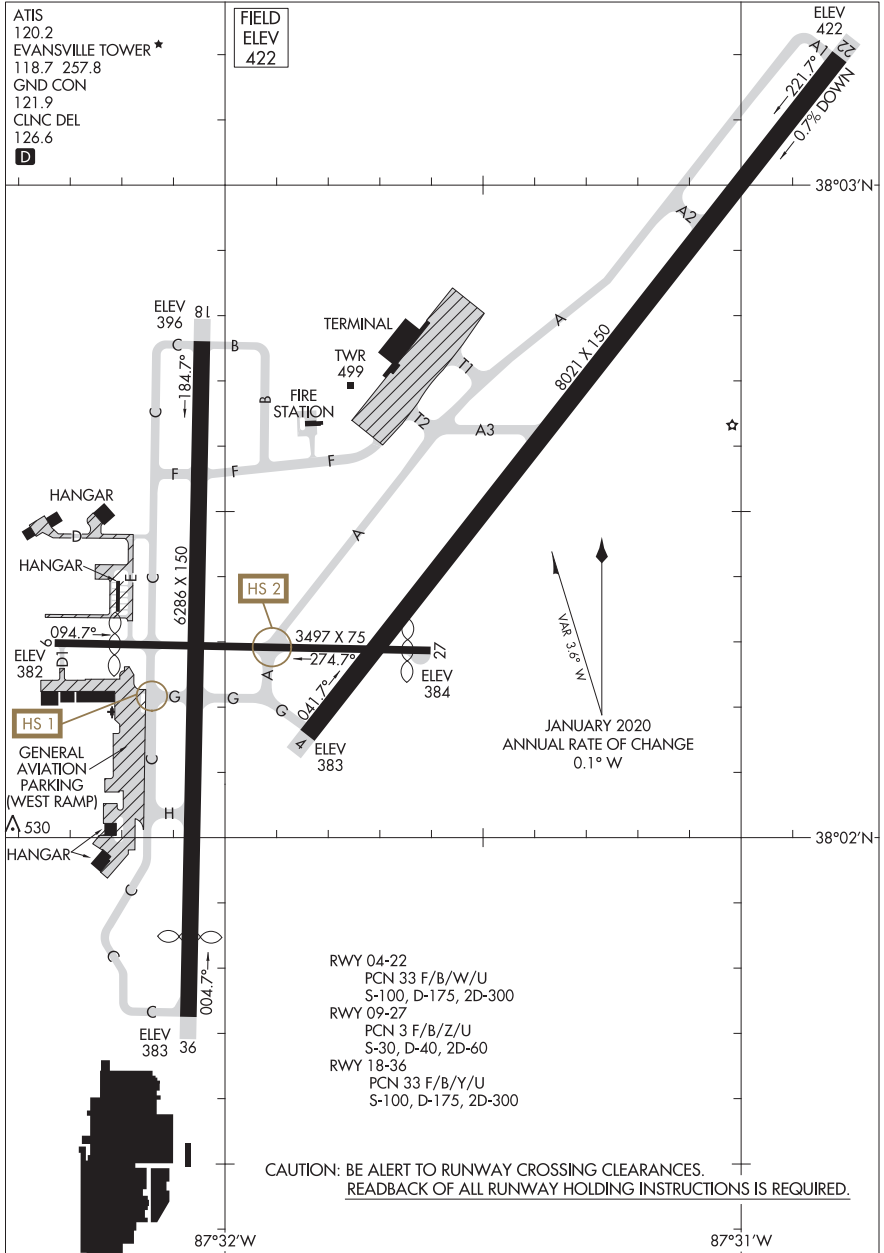 ATIS
120.2
EVANSVILLE TOWER
118.7 257.8
GND CON
121.9
CLNC DEL
126.6
D
FIELD
ELEV
422
ELEV
422
22
A1
221.7°
0.7% DOWN
38°03'N
A2
A
8021 X 150
ELEV
396
18
C
B
184.7°
TERMINAL
TWR
499
T1
FIRE
STATION
B
C
T2
A3
F
F
F
HANGAR
D
A
HANGAR
E
C
6286 X 150
HS 2
VAR 3.6° W
9
094.7°
3497 X 75
27
ELEV
382
D1
274.7°
ELEV
384
A
041.7°
G
G
G
HS 1
4
ELEV
383
JANUARY 2020
ANNUAL RATE OF CHANGE
0.1° W
GENERAL
AVIATION
PARKING
(WEST RAMP)
C
H
530
38°02'N
HANGAR
C
C
004.7°
C
ELEV
383
36
RWY 04-22
PCN 33 F/B/W/U
S-100, D-175, 2D-300
RWY 09-27
PCN 3 F/B/Z/U
S-30, D-40, 2D-60
RWY 18-36
PCN 33 F/B/Y/U
S-100, D-175, 2D-300
CAUTION: BE ALERT TO RUNWAY CROSSING CLEARANCES.
READBACK OF ALL RUNWAY HOLDING INSTRUCTIONS IS REQUIRED.
87°32'W
87°31'W